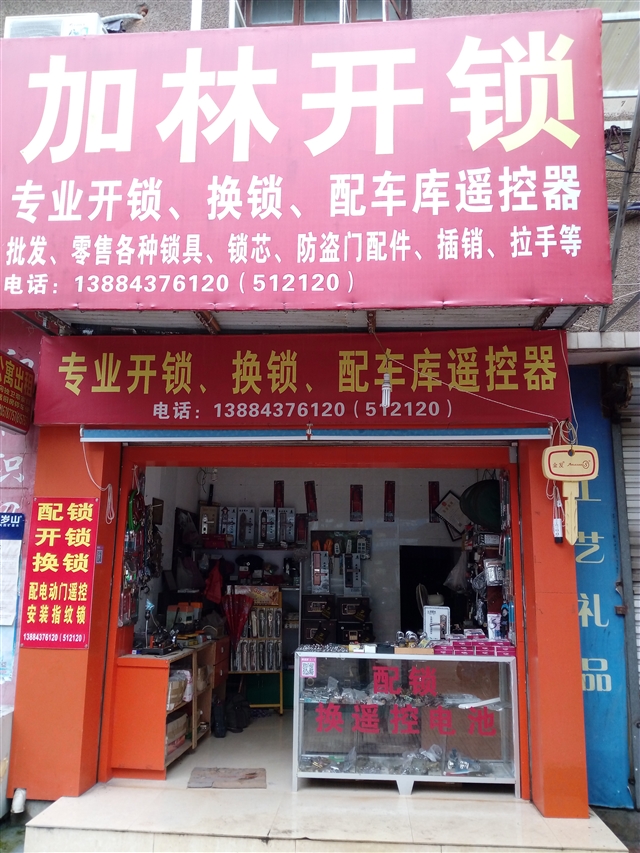 加林开锁
专业开锁、换锁、配车库遥控器
批发、零售各种锁具、锁芯、防盗门配件、插销、拉手等
电话：13884376120（512120）
专业开锁、换锁、配车库遥控器
电话：13884376120（512120）
配锁
开锁
换锁
配电动门遥控
安装指纹锁
13884376120(512120)
配锁
换遥控电池
工艺礼品
岁山